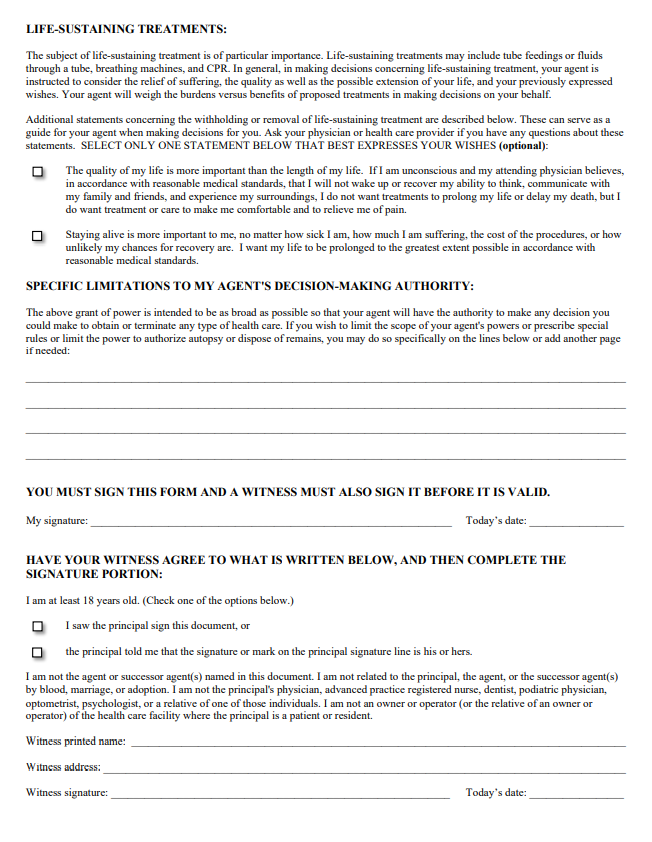 LIFE-SUSTAINING TREATMENTS:
The subject of life-sustaining treatment is of particular importance. Life-sustaining treatments may include tube feedings or fluids
through a tube, breathing machines, and CPR. In general, in making decisions concerning life-sustaining treatment, your agent is
instructed to consider the relief of suffering, the quality as well as the possible extension of your life, and your previously expressed
wishes. Your agent will weigh the burdens versus benefits of proposed treatments in making decisions on your behalf.
Additional statements concerning the withholding or removal of life-sustaining treatment are described below. These can serve as a
guide for your agent when making decisions for you. Ask your physician or health care provider if you have any questions about these
statements. SELECT ONLY ONE STATEMENT BELOW THAT BEST EXPRESSES YOUR WISHES (optional):
The quality of my life is more important than the length of my life. If I am unconscious and my attending physician believes,
in accordance with reasonable medical standards, that I will not wake up or recover my ability to think, communicate with
my family and friends, and experience my surroundings, I do not want treatments to prolong my life or delay my death, but I
do want treatment or care to make me comfortable and to relieve me of pain.
Staying alive is more important to me, no matter how sick I am, how much I am suffering, the cost of the procedures, or how
unlikely my chances for recovery are. I want my life to be prolonged to the greatest extent possible in accordance with
reasonable medical standards.
SPECIFIC LIMITATIONS TO MY AGENT'S DECISION-MAKING AUTHORITY:
The above grant of power is intended to be as broad as possible so that your agent will have the authority to make any decision you
could make to obtain or terminate any type of health care. If you wish to limit the scope of your agent's powers or prescribe special
rules or limit the power to authorize autopsy or dispose of remains, you may do so specifically on the lines below or add another page
if needed:
YOU MUST SIGN THIS FORM AND A WITNESS MUST ALSO SIGN IT BEFORE IT IS VALID.
My signature: Today's date:
HAVE YOUR WITNESS AGREE TO WHAT IS WRITTEN BELOW, AND THEN COMPLETE THE
SIGNATURE PORTION:
I am at least 18 years old. (Check one of the options below.)
I saw the principal sign this document, or
the principal told me that the signature or mark on the principal signature line is his or hers.
I am not the agent or successor agent(s) named in this document. I am not related to the principal, the agent, or the successor agent(s)
by blood, marriage, or adoption. I am not the principal's physician, advanced practice registered nurse, dentist, podiatric physician,
optometrist, psychologist, or a relative of one of those individuals. I am not an owner or operator (or the relative of an owner or
operator) of the health care facility where the principal is a patient or resident.
Witness printed name:
Witness address:
Witness signature: Today's date: